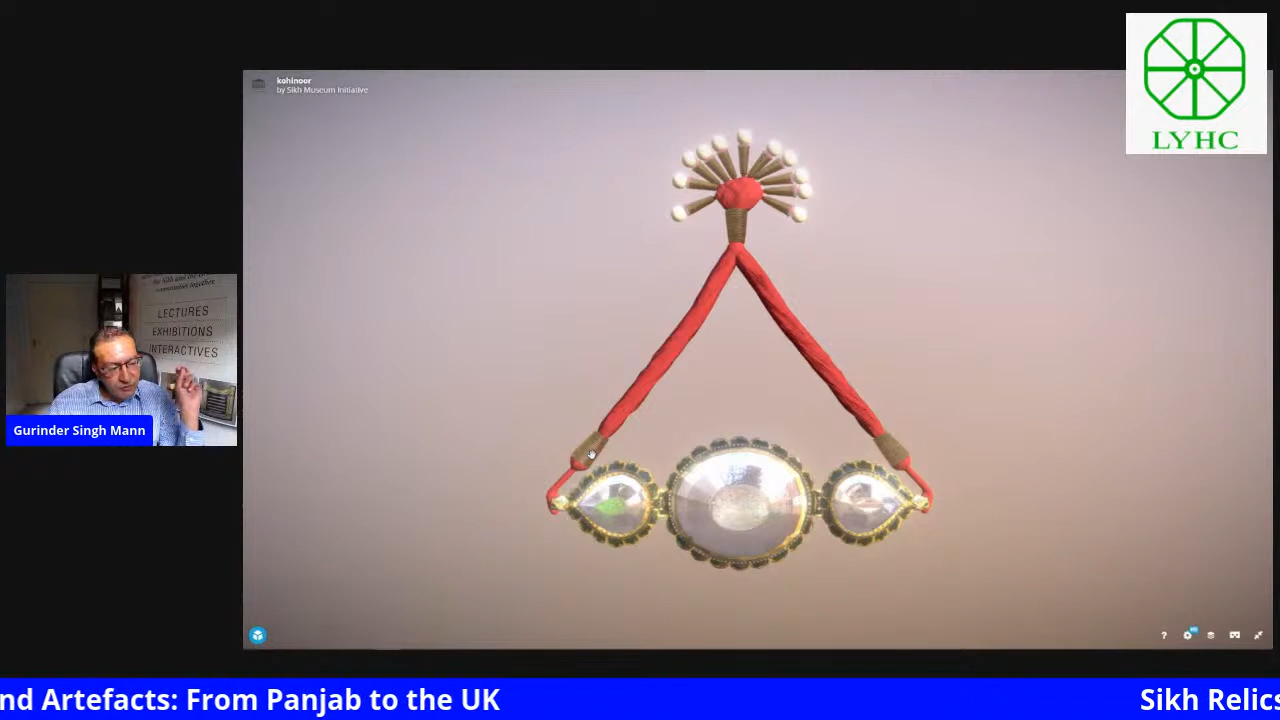 kohinoor
by Sikh Museum Initiative
LYHC
LECTURES
EXHIBITIONS
INTERACTIVES
Gurinder Singh Mann
nd Artefacts: From Panjab to the UK
Sikh Relics